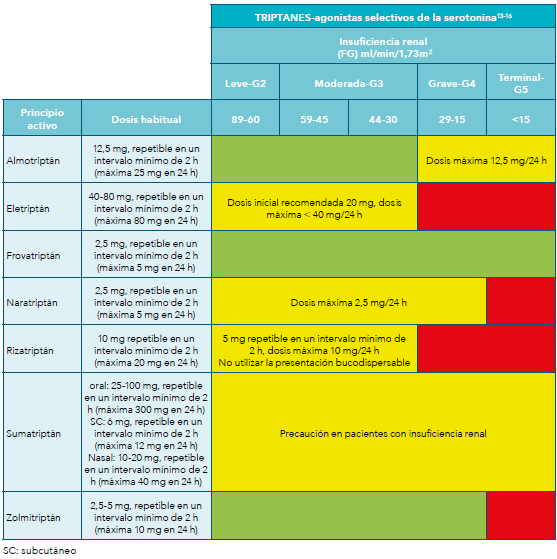 TRIPTANES-agonistas selectivos de la serotonina13-16
Insuficiencia renal
(FG) ml/min/1,73m²
Leve-G2
Moderada-G3
Grave-G4
Terminal-
G5
Principio
activo
Dosis habitual
89-60
59-45
44-30
29-15
<15
Almotriptán
12,5 mg, repetible en un
intervalo mínimo de 2 h
(máxima 25 mg en 24 h)
Dosis máxima 12,5 mg/24 h
Eletriptán
40-80 mg, repetible en un
intervalo mínimo de 2 h
(máxima 80 mg en 24 h)
Dosis inicial recomendada 20 mg, dosis
máxima < 40 mg/24 h
Frovatriptán
2,5 mg, repetible en un
intervalo mínimo de 2 h
(máxima 5 mg en 24 h)
Naratriptán
2,5 mg, repetible en un
intervalo mínimo de 2 h
(máxima 5 mg en 24 h)
Dosis máxima 2,5 mg/24 h
Rizatriptán
10 mg repetible en un
intervalo mínimo de 2 h
(máxima 20 mg en 24 h)
5 mg repetible en un intervalo mínimo de
2 h, dosis máxima 10 mg/24 h
No utilizar la presentación bucodispersable
Sumatriptán
oral: 25-100 mg, repetible
en un intervalo mínimo de 2
h (máxima 300 mg en 24 h)
SC: 6 mg, repetible en un
intervalo mínimo de 2 h
(máxima 12 mg en 24 h)
Nasal: 10-20 mg, repetible
en un intervalo mínimo de 2
h (máxima 40 mg en 24 h)
Precaución en pacientes con insuficiencia renal
Zolmitriptán
2,5-5 mg, repetible en un
intervalo mínimo de 2 h
(máxima 10 mg en 24 h)
SC: subcutáneo